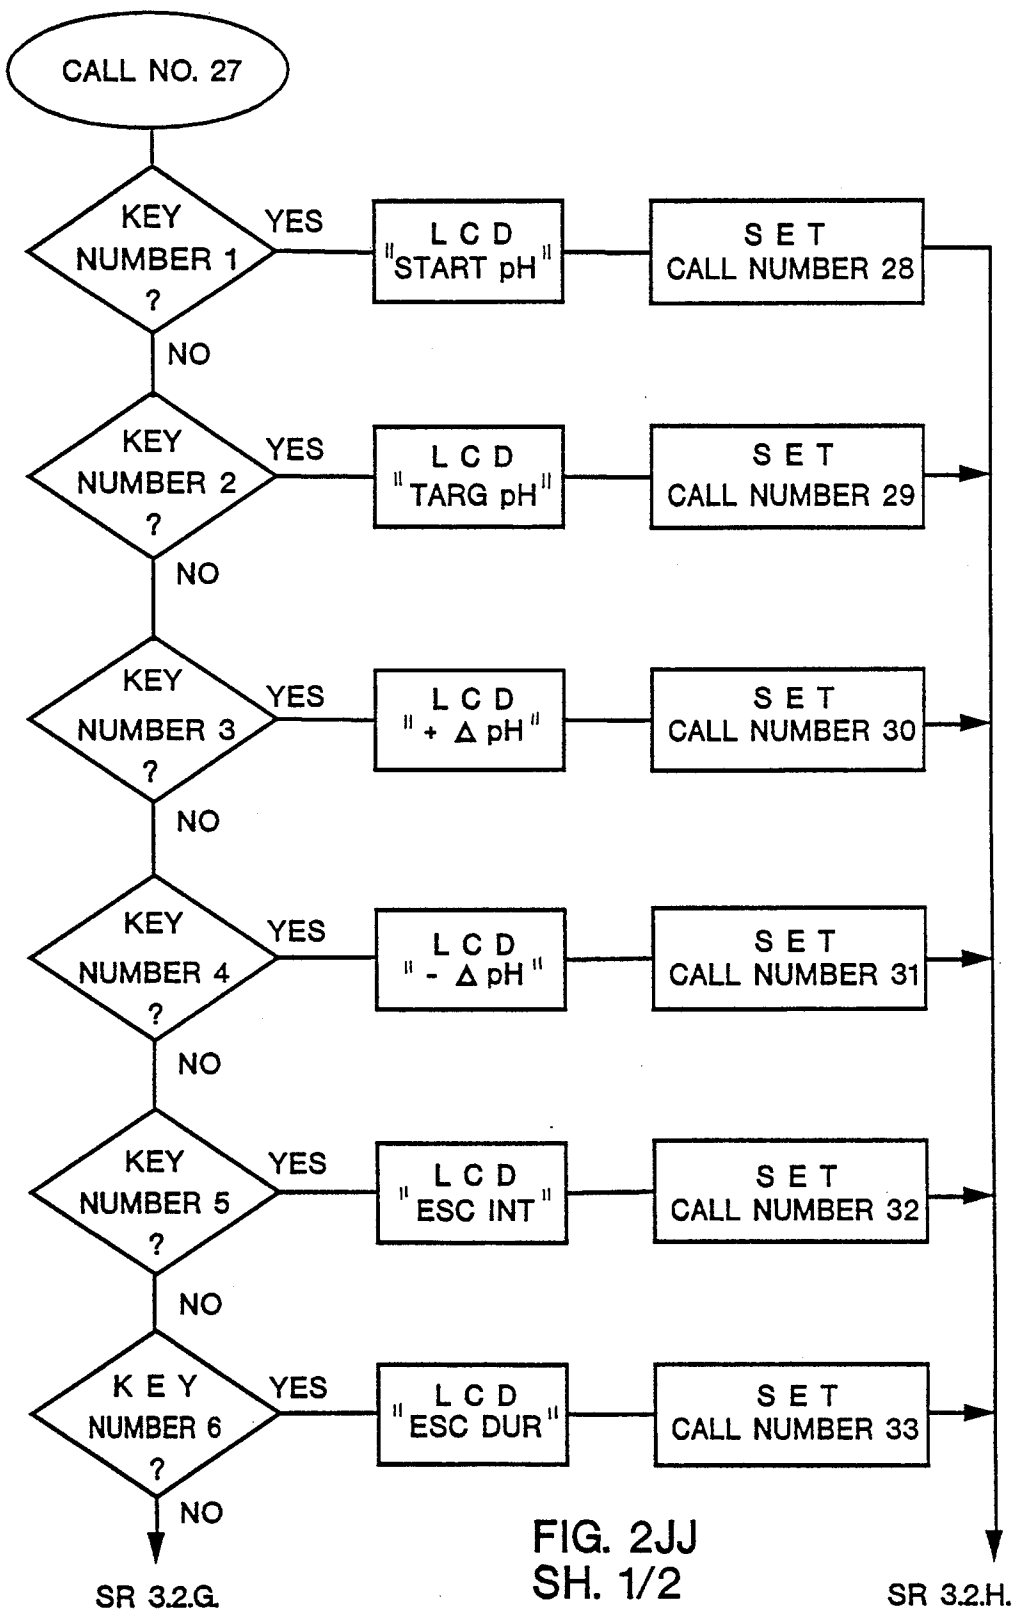 CALL NO. 27
KEY
NUMBER 1
?
YES
L C D
"START pH"
S E T
CALL NUMBER 28
NO
KEY
NUMBER 2
?
YES
L C D
" TARG pH"
S E T
CALL NUMBER 29
NO
KEY
NUMBER 3
?
YES
L C D
" + Δ pH"
S E T
CALL NUMBER 30
NO
KEY
NUMBER 4
?
YES
L C D
" - Δ pH"
S E T
CALL NUMBER 31
NO
KEY
NUMBER 5
?
YES
L C D
" ESC INT "
S E T
CALL NUMBER 32
NO
K E Y
NUMBER 6
?
YES
L C D
" ESC DUR"
S E T
CALL NUMBER 33
NO
FIG. 2JJ
SH. 1/2
SR 3.2.G.
SR 3.2.H.